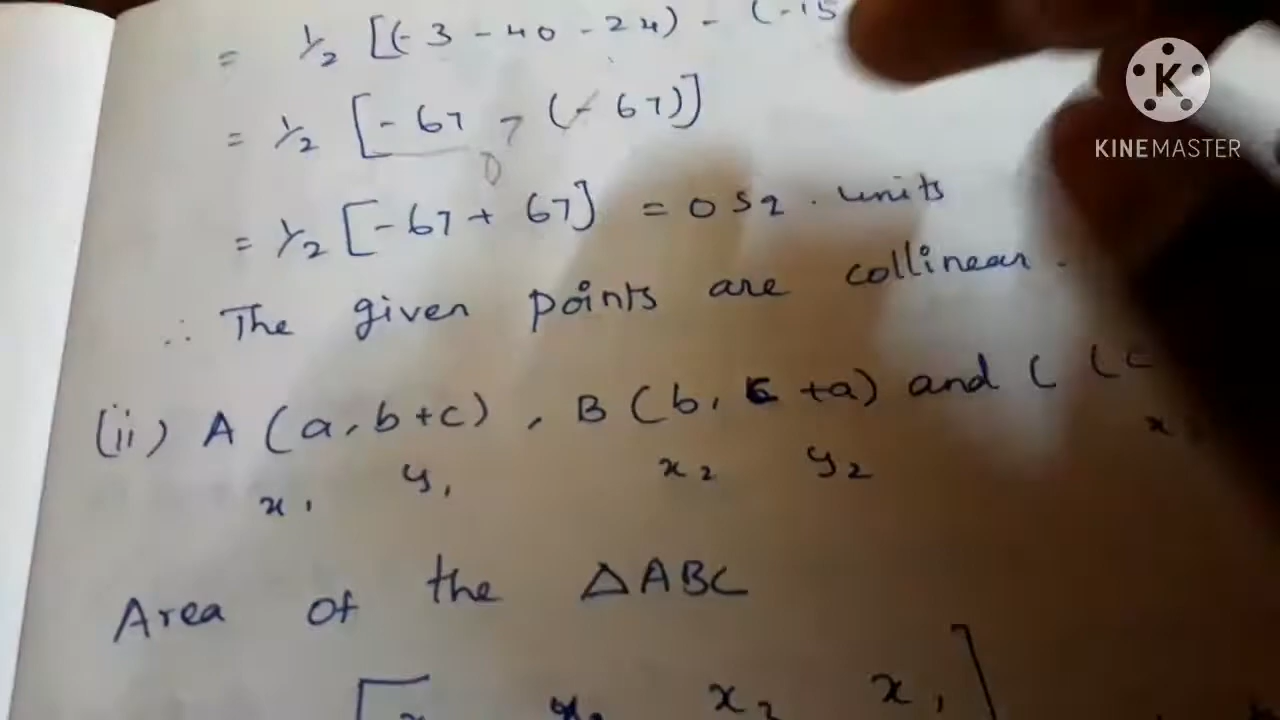 = 1/2 [(-3 - 40 - 24) - (-15
= 1/2 [-67 - (-67)]
= 1/2 [-67 + 67] = 0 sq. units
∴ The given points are collinear.
(ii) A (a, b+c), B (b, c+a) and C (c
x1 y1 x2 y2 x
Area of the △ABC
x3 x1
K
KINEMASTER